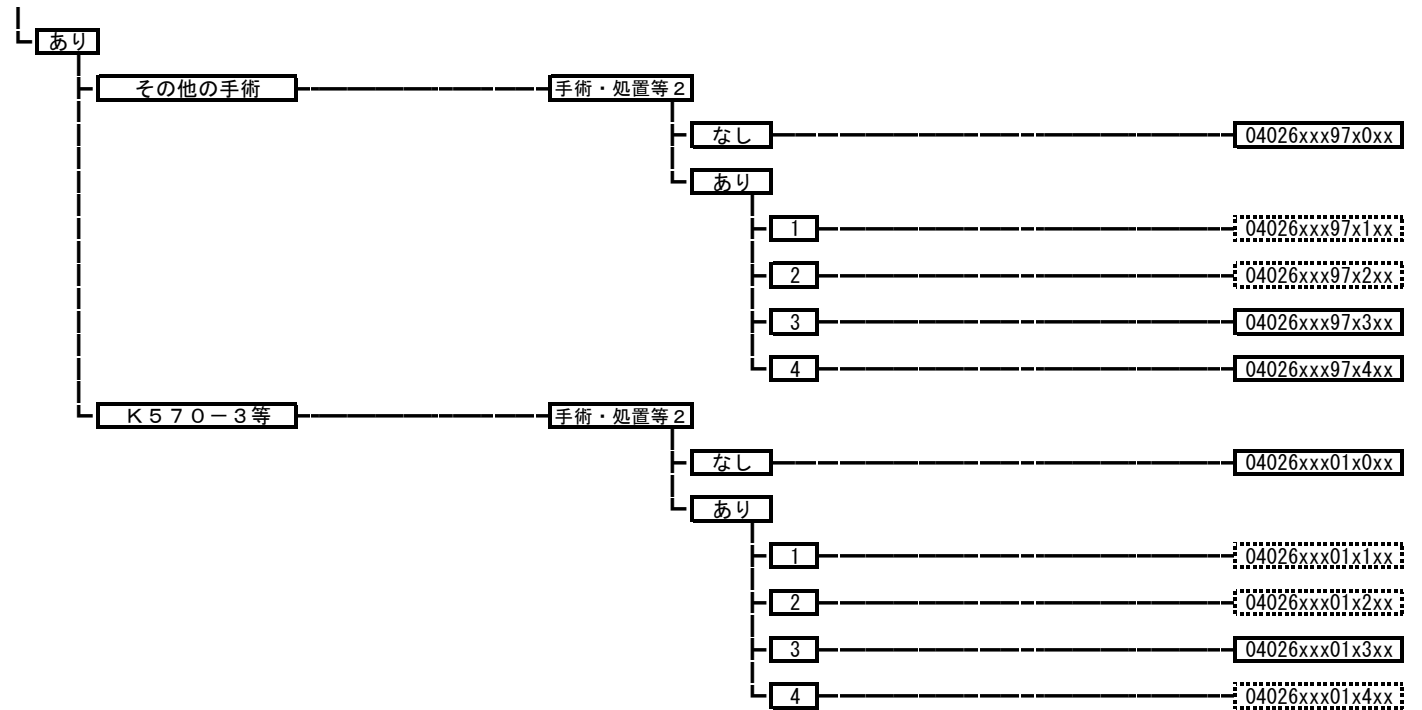 あり
その他の手術 手術・処置等2
なし 04026xxx97x0xx
あり
1 04026xxx97x1xx
2 04026xxx97x2xx
3 04026xxx97x3xx
4 04026xxx97x4xx
K570-3等 手術・処置等2
なし 04026xxx01x0xx
あり
1 04026xxx01x1xx
2 04026xxx01x2xx
3 04026xxx01x3xx
4 04026xxx01x4xx